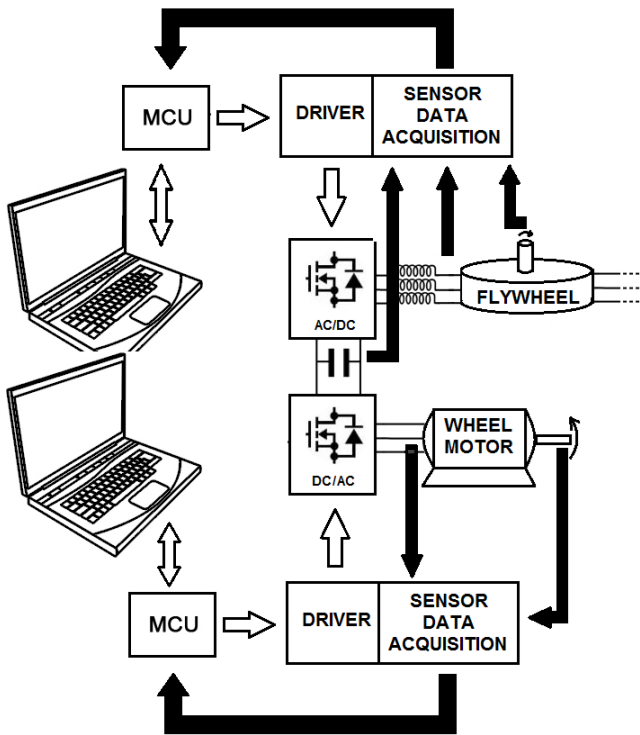 MCU
DRIVER
SENSOR
DATA
ACQUISITION
AC/DC
FLYWHEEL
DC/AC
WHEEL
MOTOR
MCU
DRIVER
SENSOR
DATA
ACQUISITION